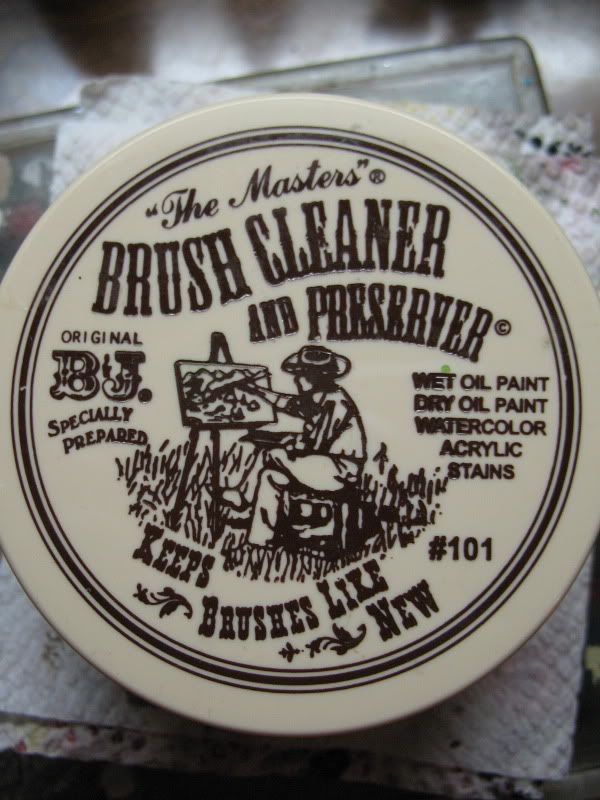 "The Masters"®
BRUSH CLEANER
AND PRESERVER©
ORIGINAL
B&J.
SPECIALLY
PREPARED
WET OIL PAINT
DRY OIL PAINT
WATERCOLOR
ACRYLIC
STAINS
#101
KEEPS
BRUSHES LIKE
NEW